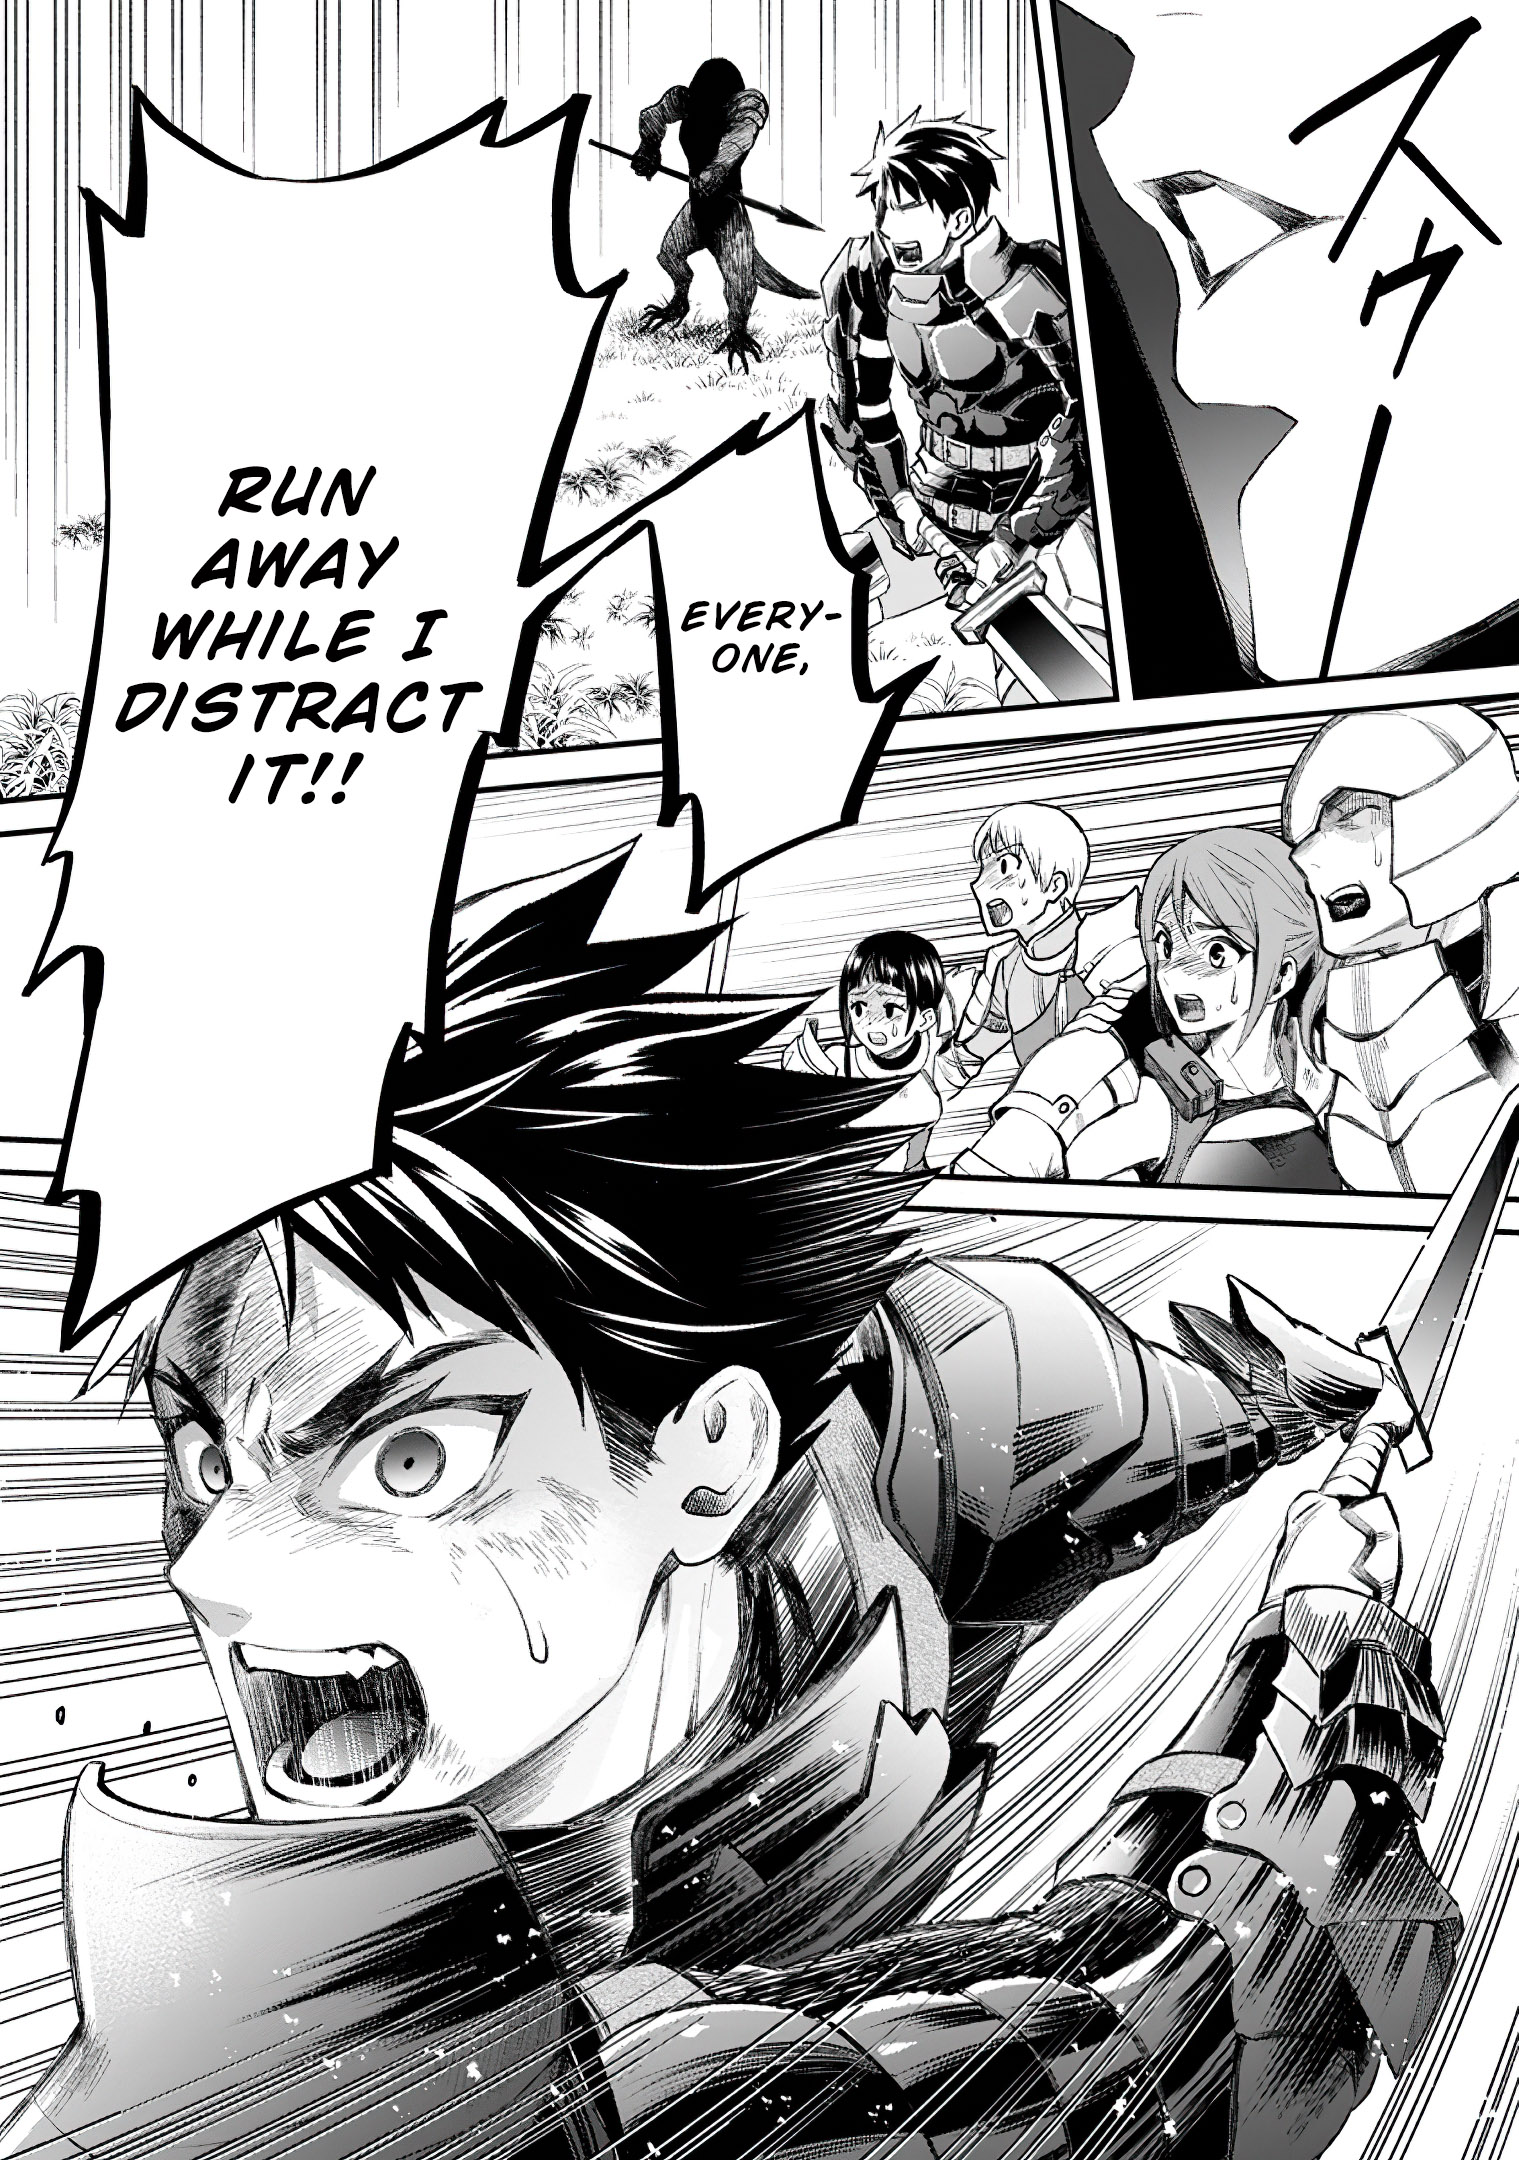 スゥー
EVERY-
ONE,
RUN
AWAY
WHILE I
DISTRACT
IT!!